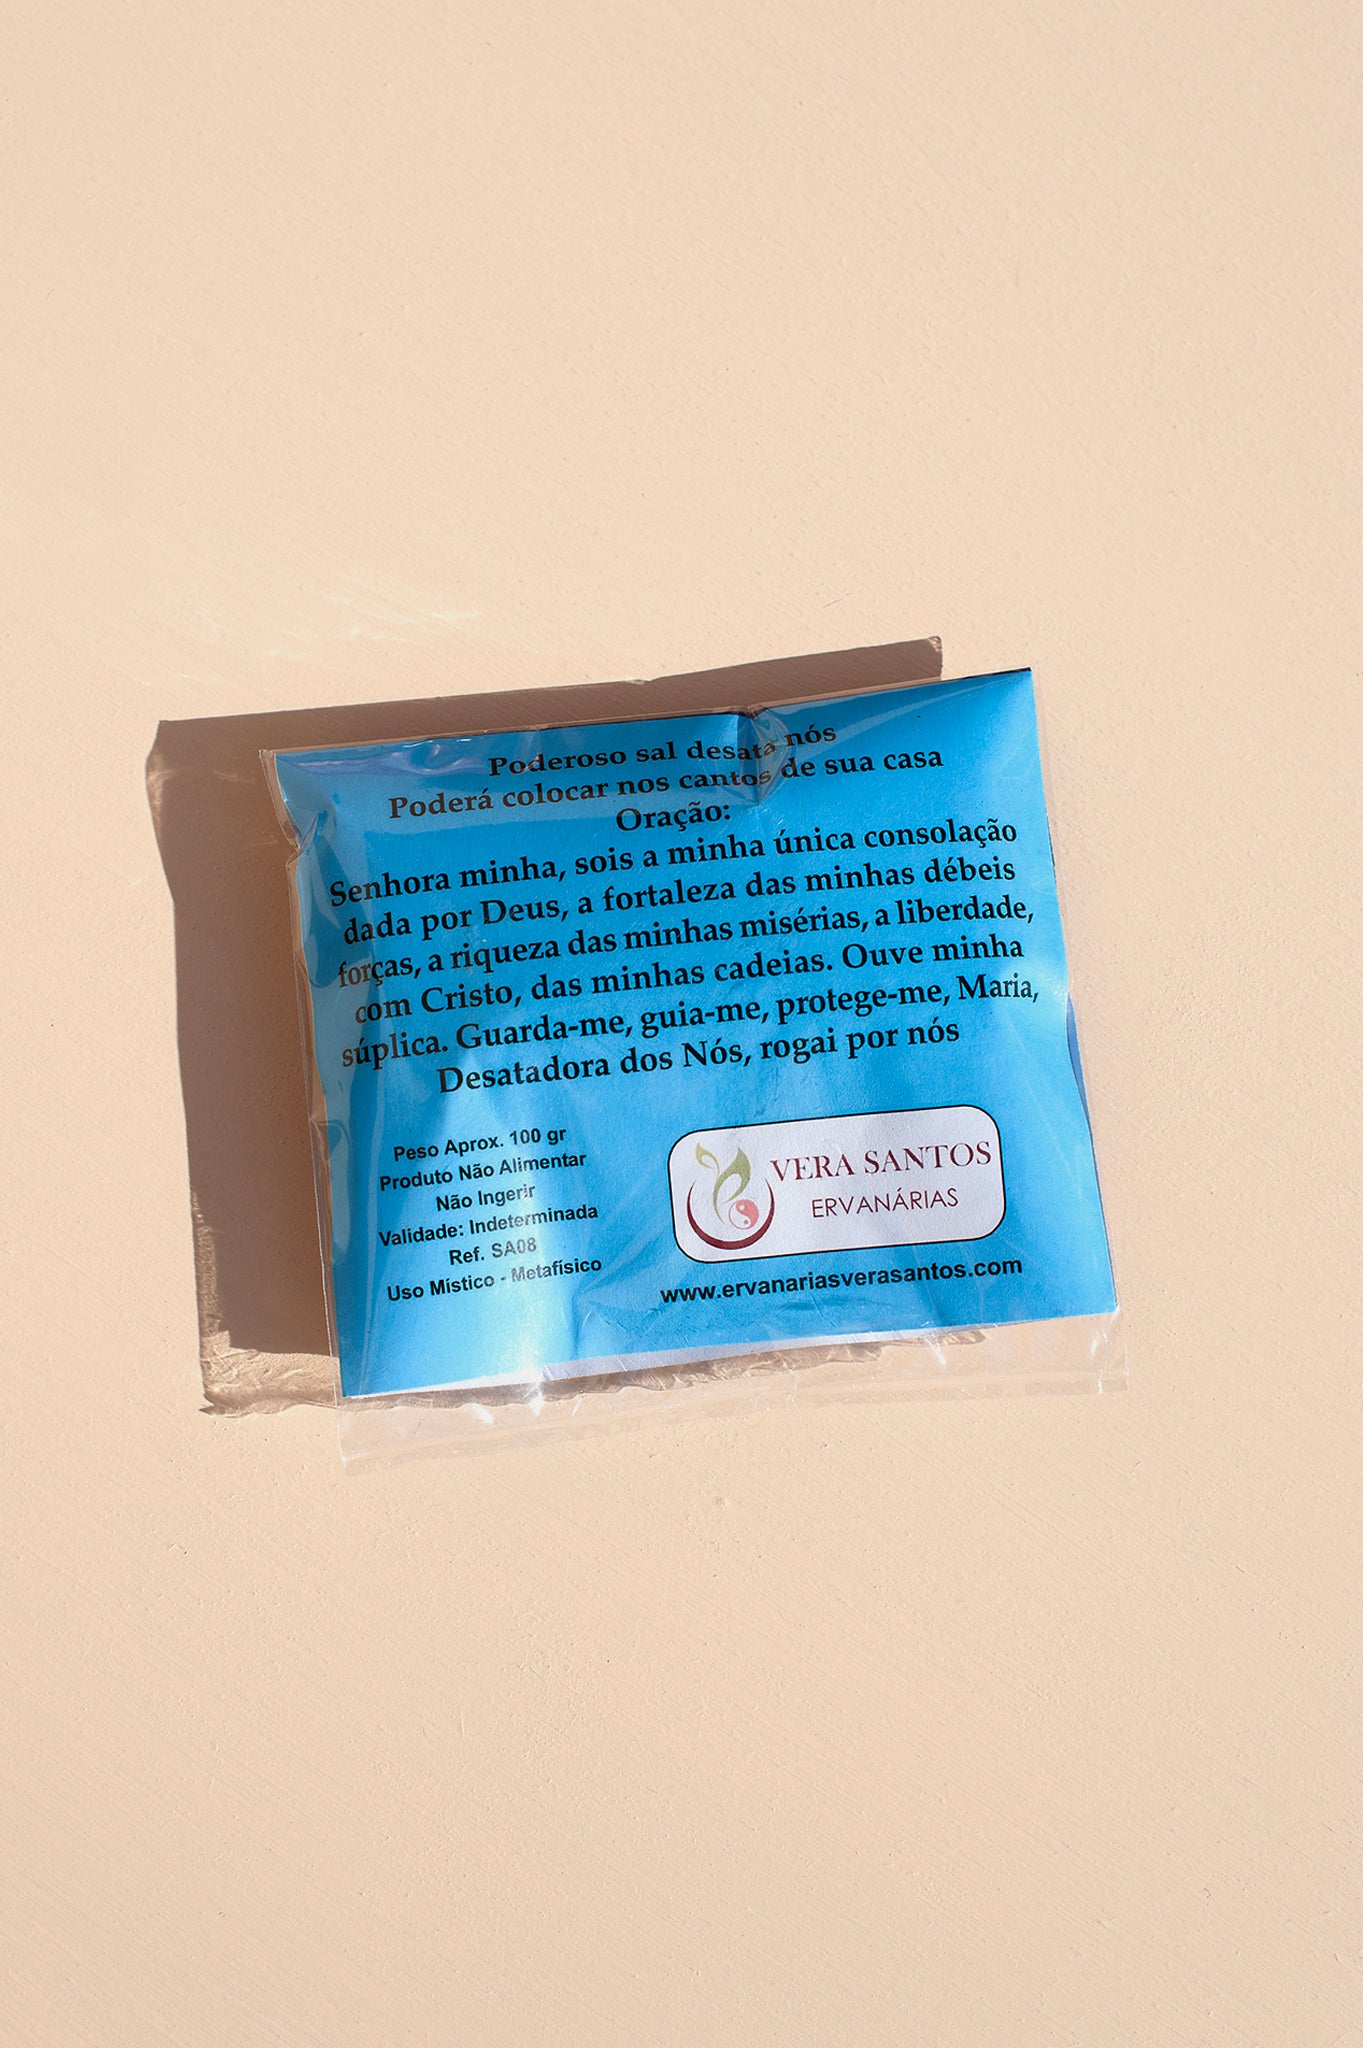 Poderoso sal desata nós
Poderá colocar nos cantos de sua casa
Oração:
Senhora minha, sois a minha única consolação
dada por Deus, a fortaleza das minhas débeis
forças, a riqueza das minhas misérias, a liberdade,
com Cristo, das minhas cadeias. Ouve minha
súplica. Guarda-me, guia-me, protege-me, Maria,
Desatadora dos Nós, rogai por nós
Peso Aprox. 100 gr
Produto Não Alimentar
Não Ingerir
Validade: Indeterminada
Ref. SA08
Uso Místico - Metafísico
VERA SANTOS
ERVANÁRIAS
www.ervanariasverasantos.com